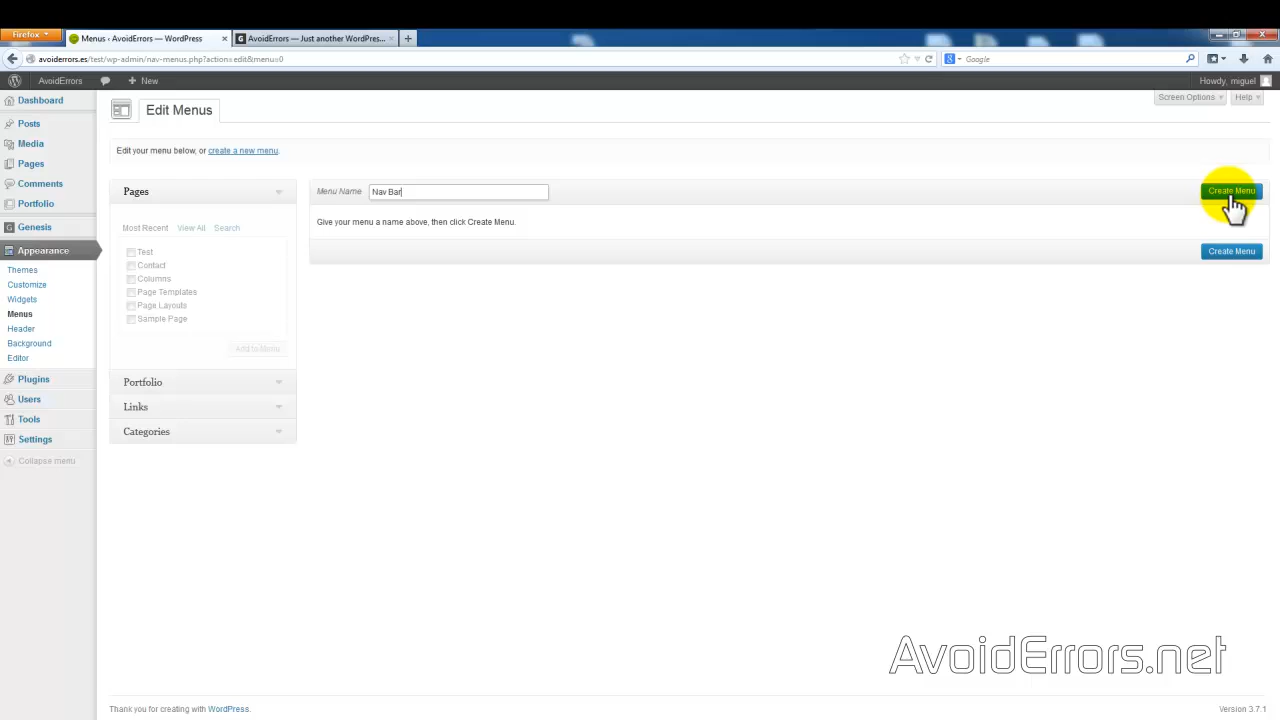 Firefox
Menus ‹ AvoidErrors — WordPress
AvoidErrors — Just another WordPres...
avoiderrors.es/test/wp-admin/nav-menus.php?action=edit&menu=0
Google
AvoidErrors
New
Howdy, miguel
Dashboard
Posts
Media
Pages
Comments
Portfolio
Genesis
Appearance
Themes
Customize
Widgets
Menus
Header
Background
Editor
Plugins
Users
Tools
Settings
Collapse menu
Screen Options
Help
Edit Menus
Edit your menu below, or create a new menu.
Pages
Most Recent View All Search
Test
Contact
Columns
Page Templates
Page Layouts
Sample Page
Add to Menu
Portfolio
Links
Categories
Menu Name Nav Bar
Create Menu
Give your menu a name above, then click Create Menu.
Create Menu
AvoidErrors.net
Thank you for creating with WordPress.
Version 3.7.1